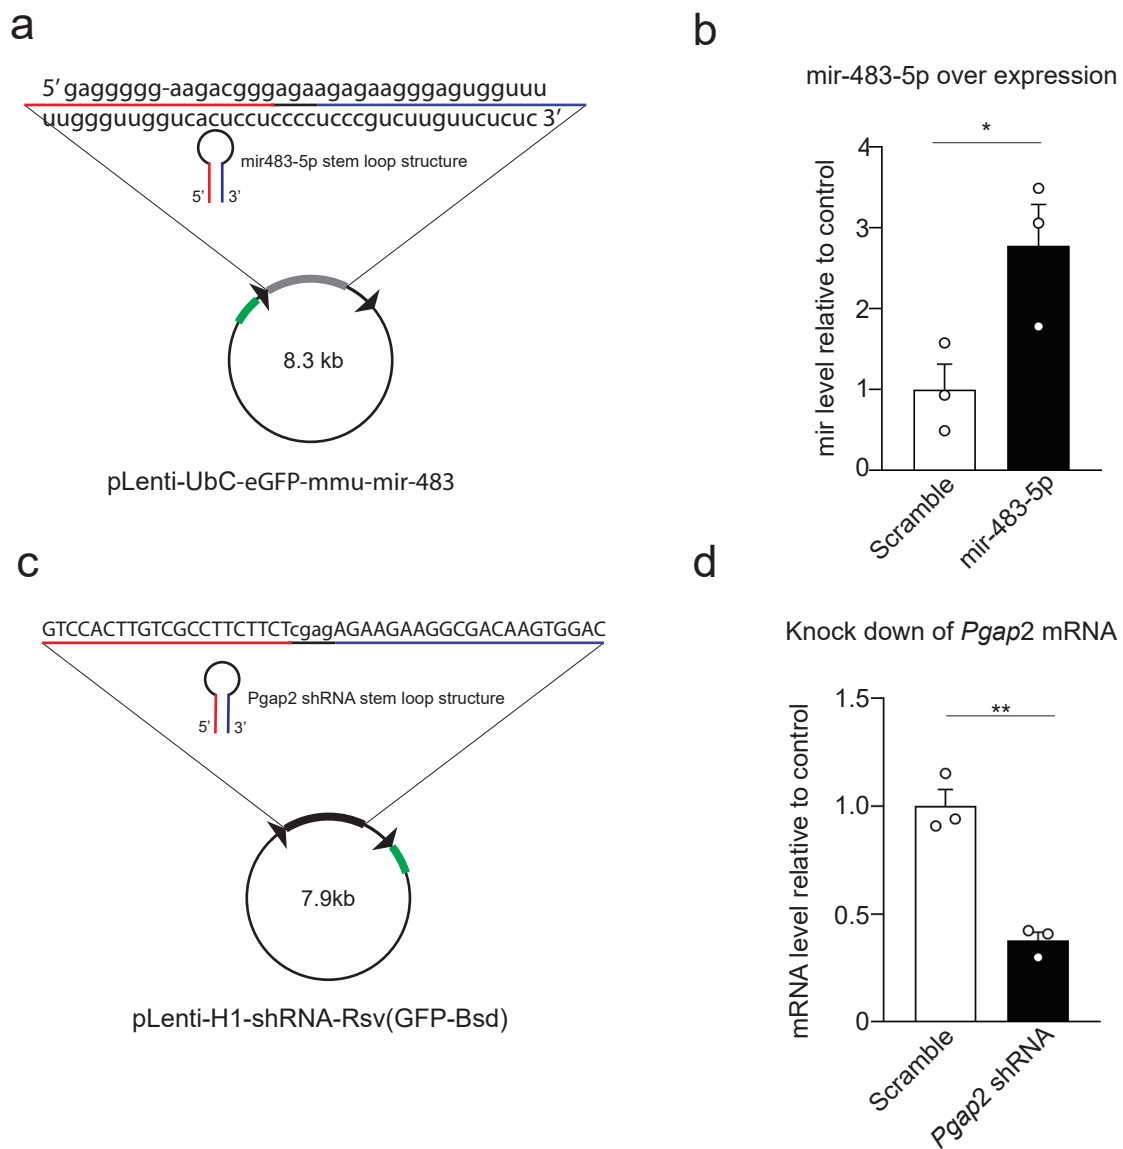 a
5’ gaggggg-aagacgggagaagagaagggagugguuu
uuggguuggucacuccuccccucccgucuuguucucuc 3’
mir483-5p stem loop structure
5’ 3’
8.3 kb
pLenti-UbC-eGFP-mmu-mir-483
b
mir-483-5p over expression
*
mir level relative to control
4
3
2
1
0
Scramble
mir-483-5p
c
GTCCACTTGTCGCCTTCTTCTcgagAGAAGAAGGCGACAAGTGGAC
Pgap2 shRNA stem loop structure
5’ 3’
7.9kb
pLenti-H1-shRNA-Rsv(GFP-Bsd)
d
Knock down of Pgap2 mRNA
**
mRNA level relative to control
1.5
1.0
0.5
0
Scramble
Pgap2 shRNA